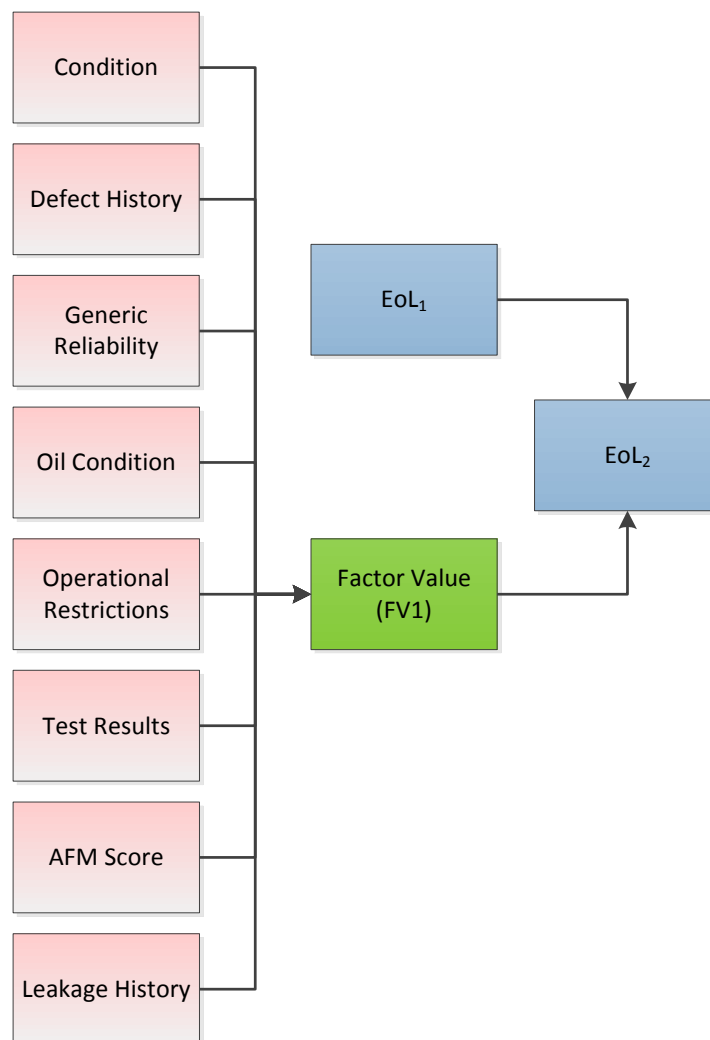 Condition
Defect History
Generic
Reliability
Oil Condition
Operational
Restrictions
Test Results
AFM Score
Leakage History
EoL₁
Factor Value
(FV1)
EoL₂